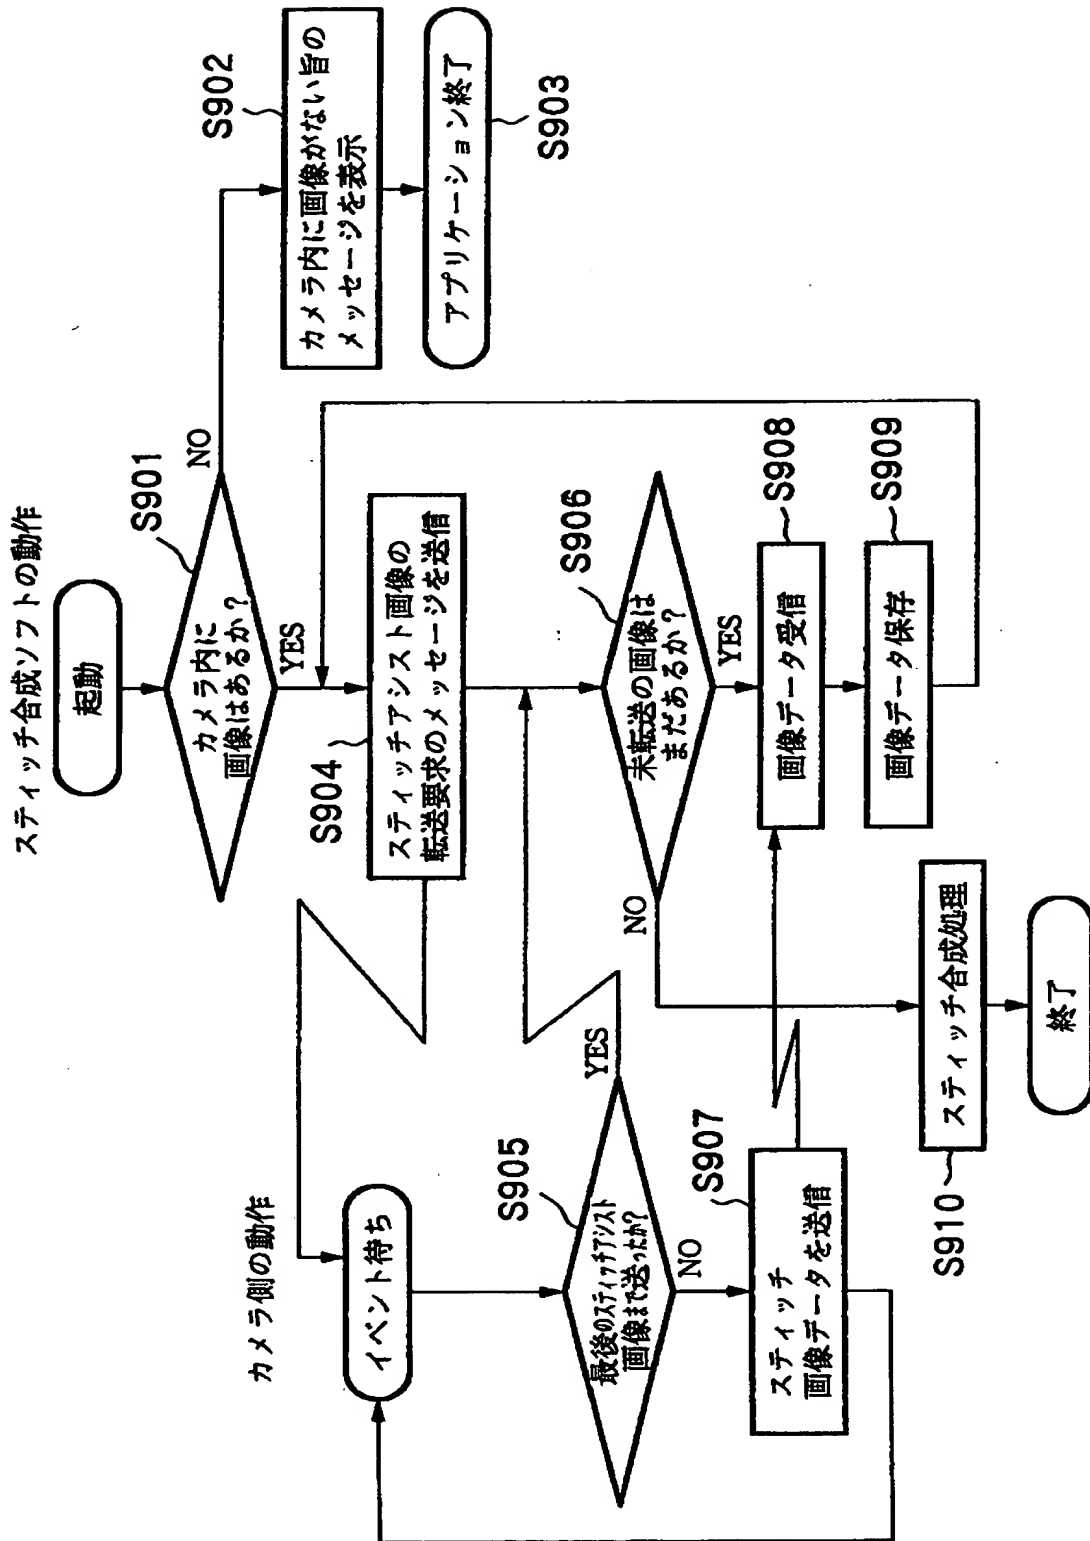 スティッチ合成ソフトの動作
起動
カメラ内に
画像はあるか？
S901
NO
YES
カメラ内に画像がない旨の
メッセージを表示
S902
アプリケーション終了
S903
スティッチアシスト画像の
転送要求のメッセージを送信
S904
カメラ側の動作
イベント待ち
最後のスティッチアシスト
画像まで送ったか？
S905
YES
NO
未転送の画像は
まだあるか？
S906
NO
YES
スティッチ
画像データを送信
S907
画像データ受信
S908
画像データ保存
S909
スティッチ合成処理
S910
終了